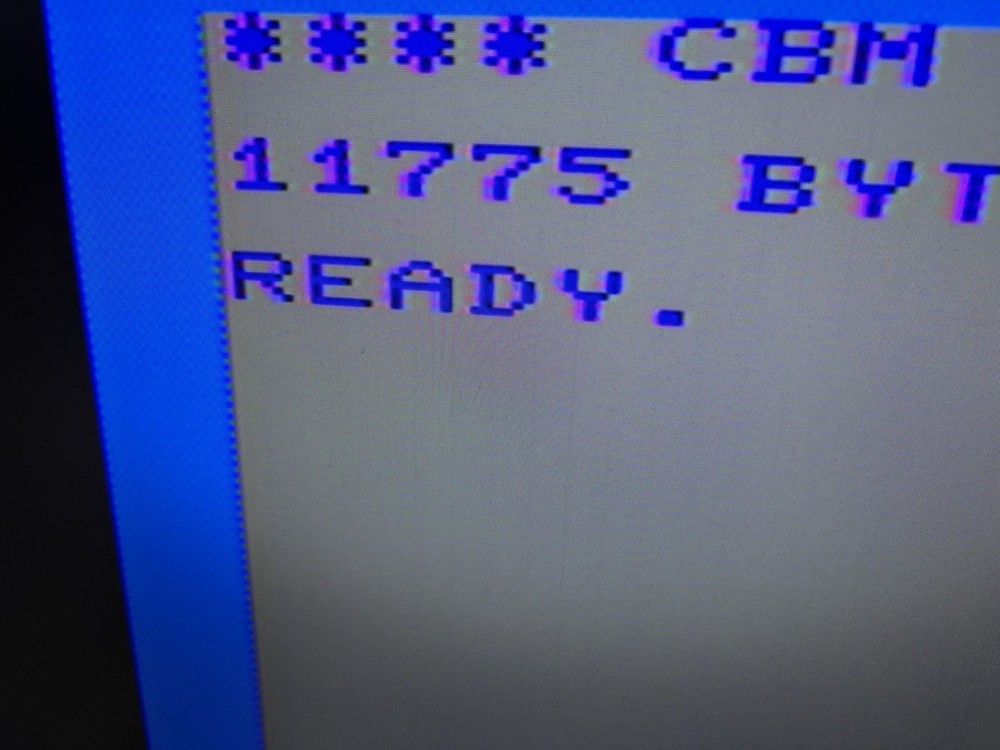 **** CBM
11775 BYT
READY.